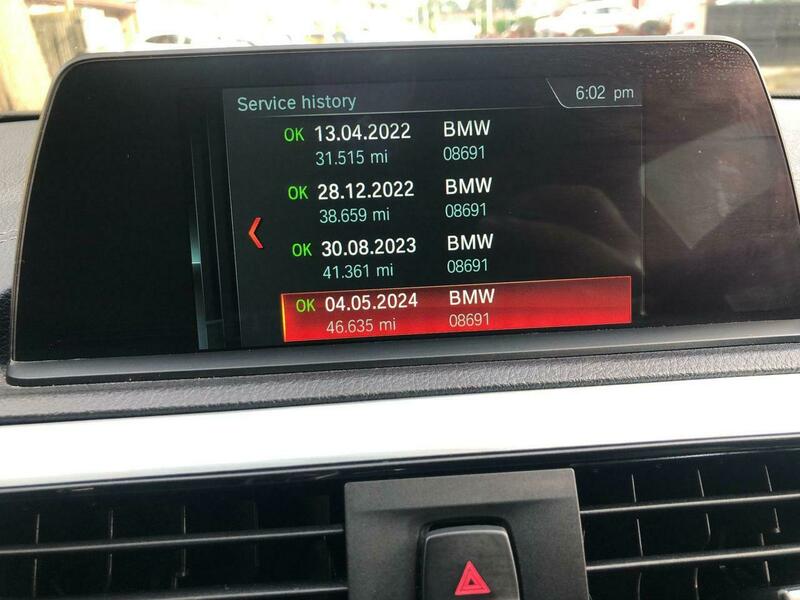 Service history 6:02 pm
OK 13.04.2022 BMW
31.515 mi 08691
OK 28.12.2022 BMW
38.659 mi 08691
OK 30.08.2023 BMW
41.361 mi 08691
OK 04.05.2024 BMW
46.635 mi 08691